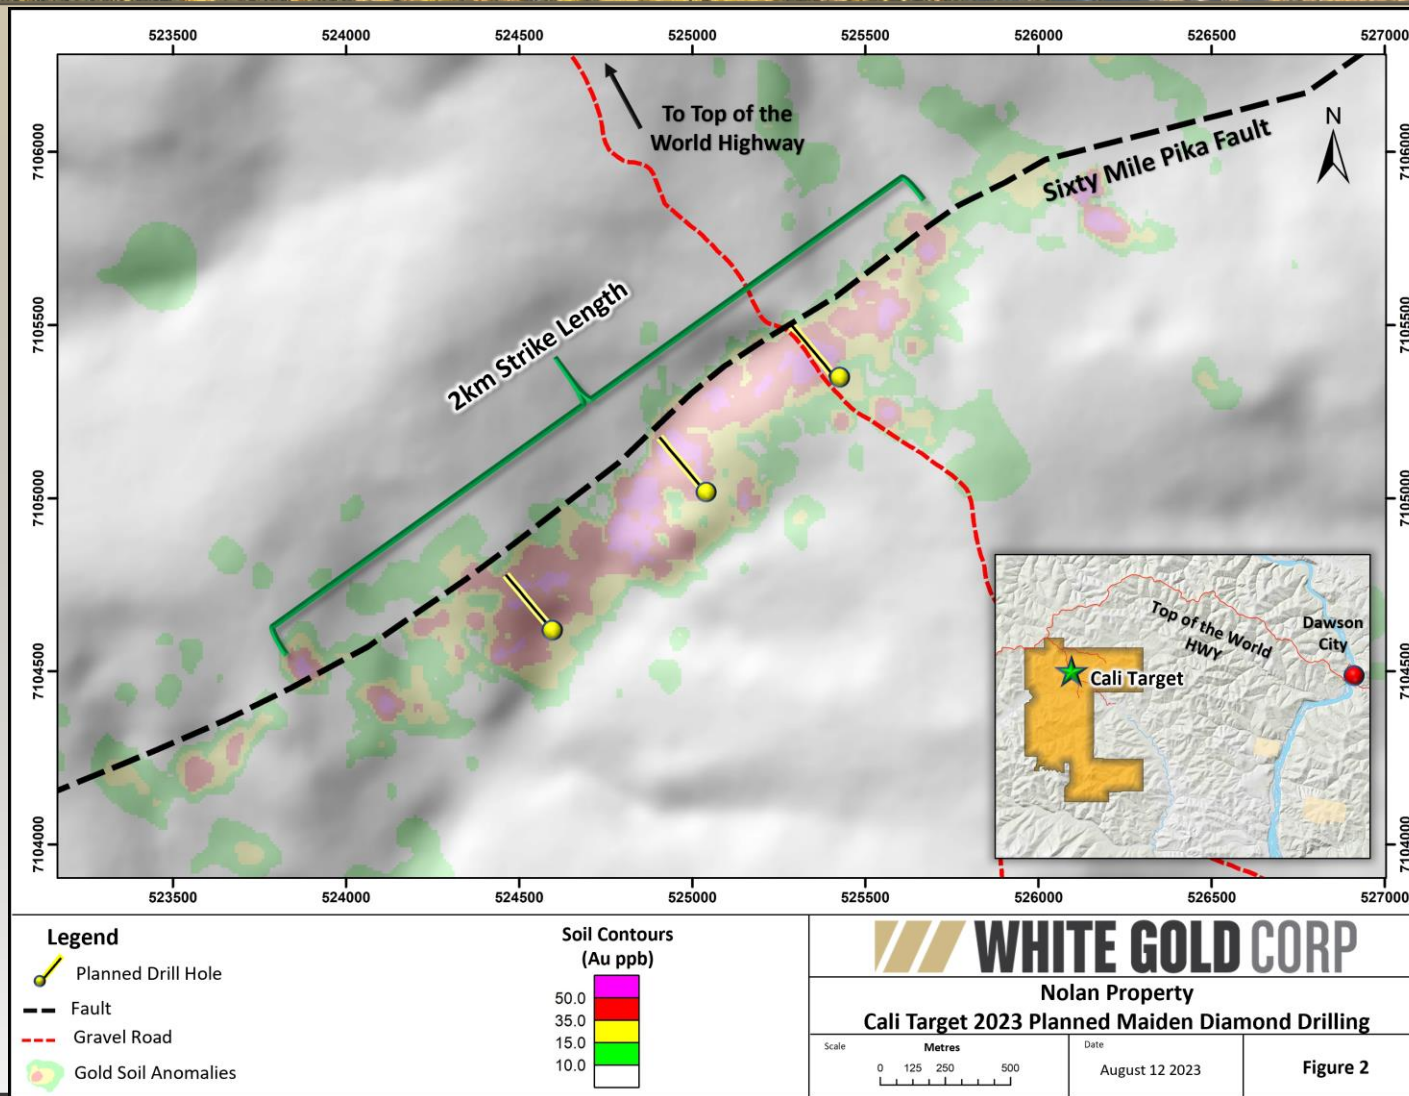 523500 524000 524500 525000 525500 526000 526500 527000
7106000
7105500
7105000
7104500
7104000
To Top of the
World Highway
N
Sixty Mile Pika Fault
2km Strike Length
7106000
7105500
7105000
7104500
7104000
Top of the World
HWY
Dawson
City
Cali Target
523500 524000 524500 525000 525500 526000 526500 527000
Legend
Planned Drill Hole
Fault
Gravel Road
Gold Soil Anomalies
Soil Contours
(Au ppb)
50.0
35.0
15.0
10.0
WHITE GOLD CORP
Nolan Property
Cali Target 2023 Planned Maiden Diamond Drilling
Scale
Metres
0 125 250 500
Date
August 12 2023
Figure 2